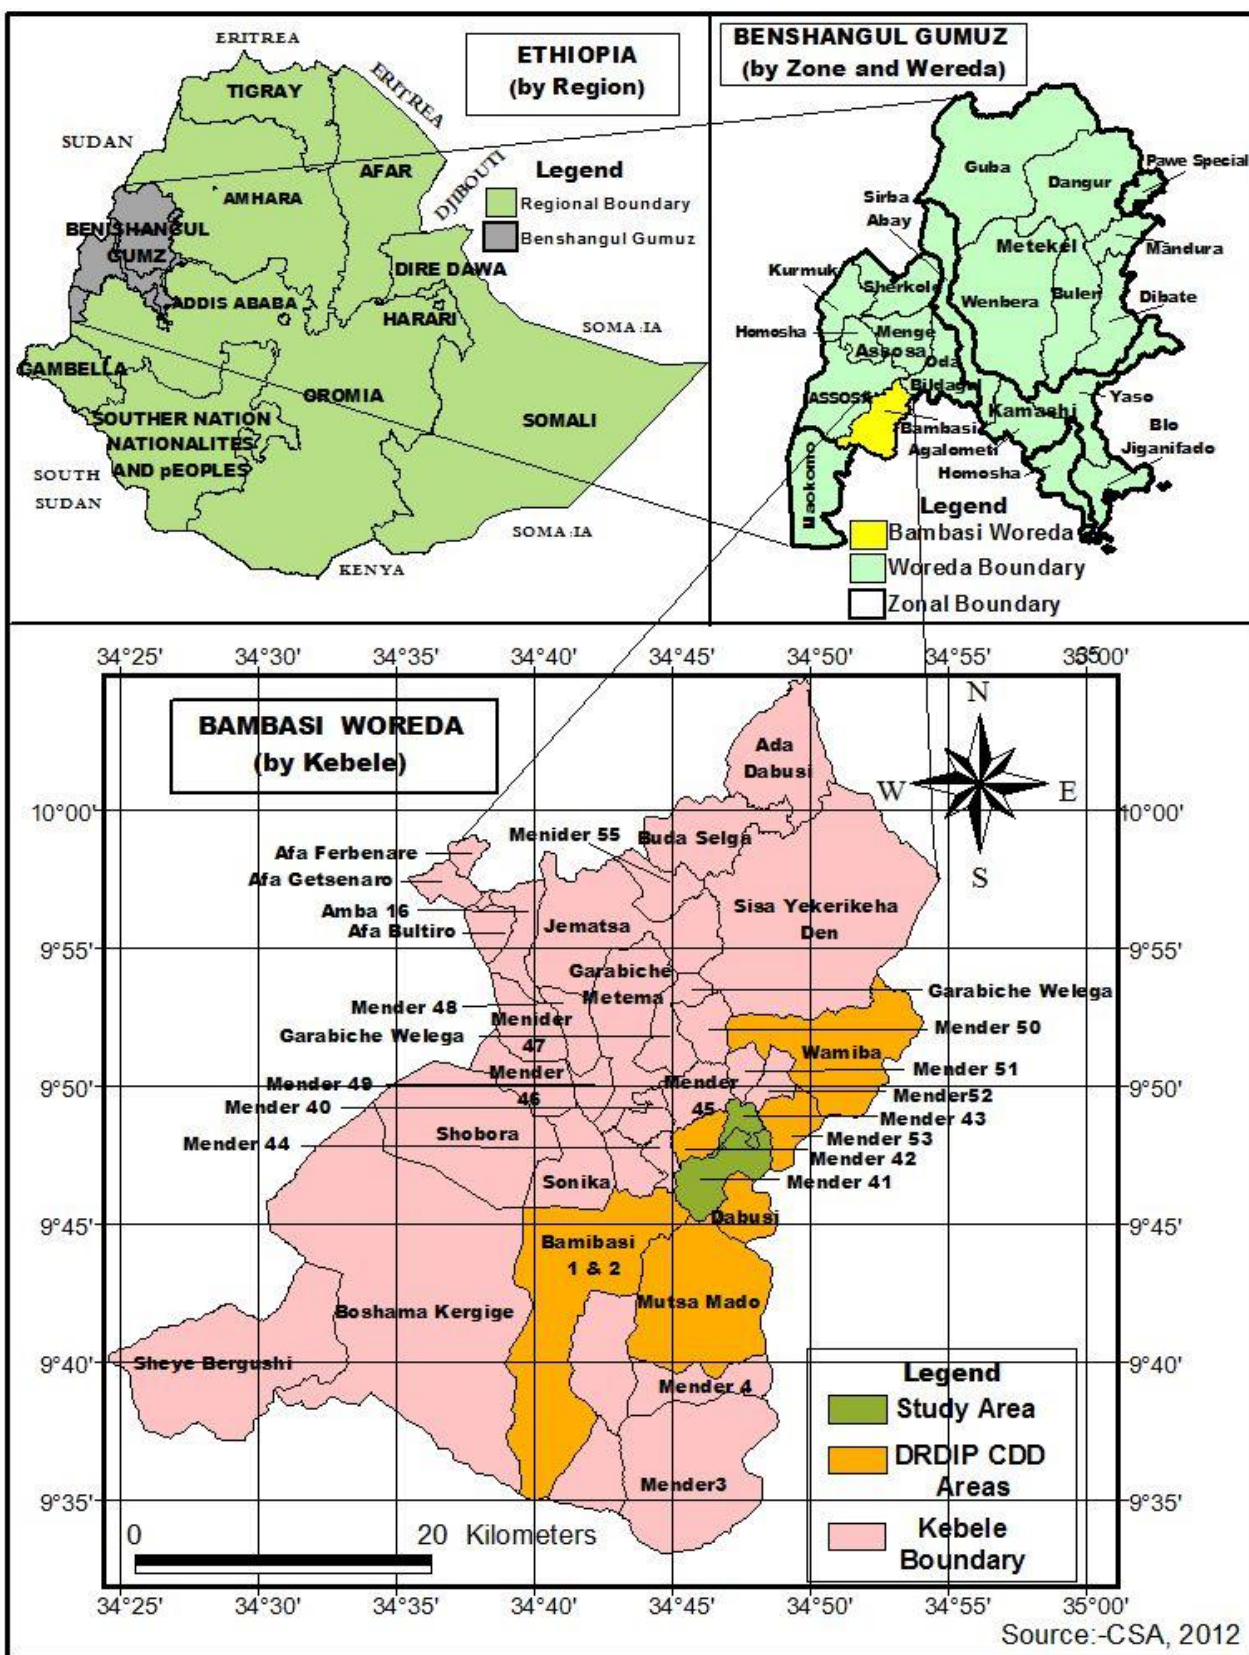 ERITREA
ETHIOPIA
(by Region)
ERITREA
TIGRAY
SUDAN
AFAR
DJIBOUTI
Legend
Regional Boundary
Benshangul Gumuz
AMHARA
BENISHANGUL
GUMZ
DIRE DAWA
ADDIS ABABA
HARARI
SOMA:IA
GAMBELLA
OROMIA
SOMALI
SOUTHER NATION
NATIONALITES
AND pEOPLES
SOUTH
SUDAN
SOMA:IA
KENYA
BENSHANGUL GUMUZ
(by Zone and Wereda)
Guba
Dangur
Pawe Special
Sirba
Abay
Metekel
Mandura
Kurmuk
Sherkole
Wenbera
Bulen
Dibate
Homosha
Menge
Assosa
Oda
Bildagul
ASSOSA
Kamashi
Yaso
Bambasi
Agalometi
Blo
Jiganifado
Homosha
Maokomo
Legend
Bambasi Woreda
Woreda Boundary
Zonal Boundary
34°25' 34°30' 34°35' 34°40' 34°45' 34°50' 34°55' 35°00'
BAMBASI WOREDA
(by Kebele)
N
W E
S
Ada
Dabusi
10°00' 10°00'
Menider 55
Buda Selga
Afa Ferbenare
Afa Getsenaro
Amba 16
Afa Bultiro
Jematsa
Sisa Yekerikeha
Den
9°55' 9°55'
Garabiche
Metema
Garabiche Welega
Mender 48
Menider
47
Garabiche Welega
Mender 50
Wamiba
Mender 51
Mender
46
Mender
45
Mender 49
9°50' 9°50'
Mender52
Mender 40
Mender 43
Shobora
Mender 53
Mender 44
Mender 42
Sonika
Mender 41
Dabusi
9°45' 9°45'
Bamibasi
1 & 2
Mutsa Mado
Boshama Kergige
Sheye Bergushi
9°40' 9°40'
Mender 4
Mender3
9°35' 9°35'
Legend
Study Area
DRDIP CDD
Areas
Kebele
Boundary
0 20 Kilometers
34°25' 34°30' 34°35' 34°40' 34°45' 34°50' 34°55' 35°00'
Source:-CSA, 2012